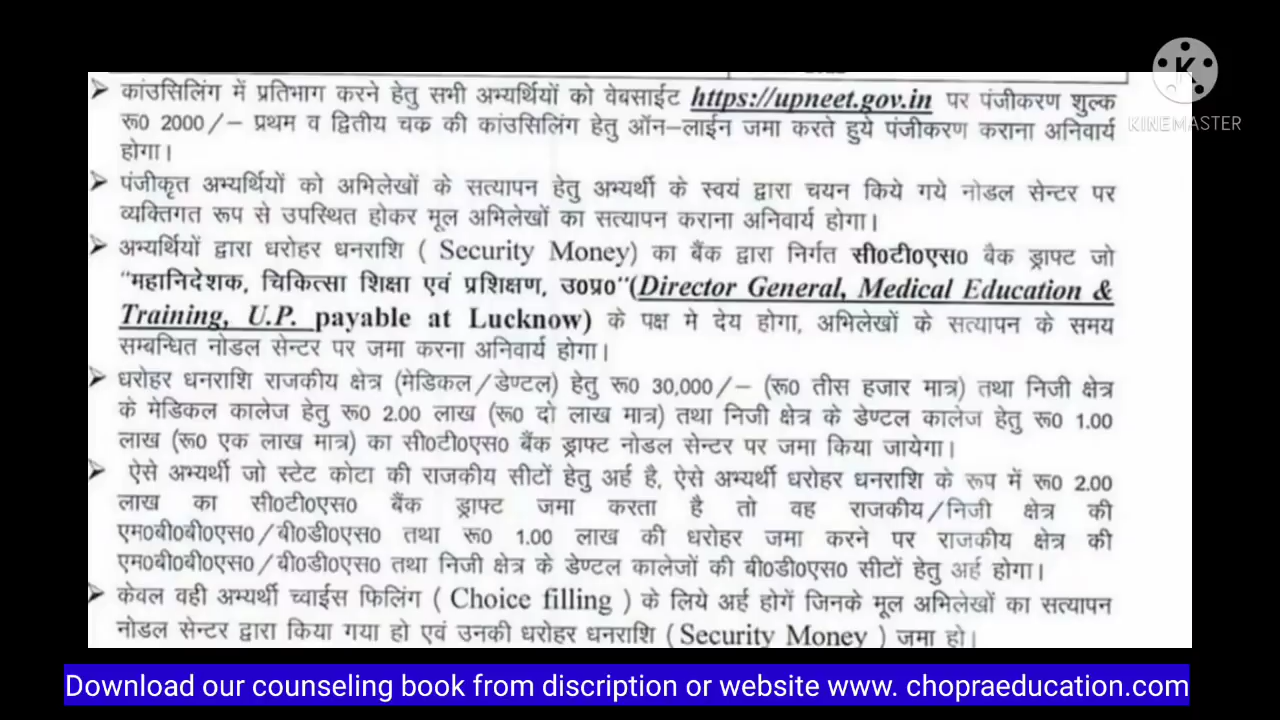 KINEMASTER
कांउसिलिंग में प्रतिभाग करने हेतु सभी अभ्यर्थियों को वेबसाईट https://upneet.gov.in पर पंजीकरण शुल्क
रू0 2000/– प्रथम व द्वितीय चक्र की कांउसिलिंग हेतु ऑन–लाईन जमा करते हुये पंजीकरण कराना अनिवार्य
होगा।
पंजीकृत अभ्यर्थियों को अभिलेखों के सत्यापन हेतु अभ्यर्थी के स्वयं द्वारा चयन किये गये नोडल सेन्टर पर
व्यक्तिगत रूप से उपस्थित होकर मूल अभिलेखों का सत्यापन कराना अनिवार्य होगा।
अभ्यर्थियों द्वारा धरोहर धनराशि ( Security Money) का बैंक द्वारा निर्गत सी0टी0एस0 बैक ड्राफ्ट जो
"महानिदेशक, चिकित्सा शिक्षा एवं प्रशिक्षण, उ0प्र0"(Director General, Medical Education &
Training, U.P. payable at Lucknow) के पक्ष मे देय होगा, अभिलेखों के सत्यापन के समय
सम्बन्धित नोडल सेन्टर पर जमा करना अनिवार्य होगा।
धरोहर धनराशि राजकीय क्षेत्र (मेडिकल/डेण्टल) हेतु रू0 30,000/– (रू0 तीस हजार मात्र) तथा निजी क्षेत्र
के मेडिकल कालेज हेतु रू0 2.00 लाख (रू0 दो लाख मात्र) तथा निजी क्षेत्र के डेण्टल कालेज हेतु रू0 1.00
लाख (रू0 एक लाख मात्र) का सी0टी0एस0 बैंक ड्राफ्ट नोडल सेन्टर पर जमा किया जायेगा।
ऐसे अभ्यर्थी जो स्टेट कोटा की राजकीय सीटों हेतु अर्ह है, ऐसे अभ्यर्थी धरोहर धनराशि के रूप में रू0 2.00
लाख का सी0टी0एस0 बैंक ड्राफ्ट जमा करता है तो वह राजकीय/निजी क्षेत्र की
एम0बी0बी0एस0/बी0डी0एस0 तथा रू0 1.00 लाख की धरोहर जमा करने पर राजकीय क्षेत्र की
एम0बी0बी0एस0/बी0डी0एस0 तथा निजी क्षेत्र के डेण्टल कालेजों की बी0डी0एस0 सीटों हेतु अर्ह होगा।
केवल वही अभ्यर्थी च्वाईस फिलिंग ( Choice filling ) के लिये अर्ह होगें जिनके मूल अभिलेखों का सत्यापन
नोडल सेन्टर द्वारा किया गया हो एवं उनकी धरोहर धनराशि ( Security Money ) जमा हो।
Download our counseling book from discription or website www. chopraeducation.com